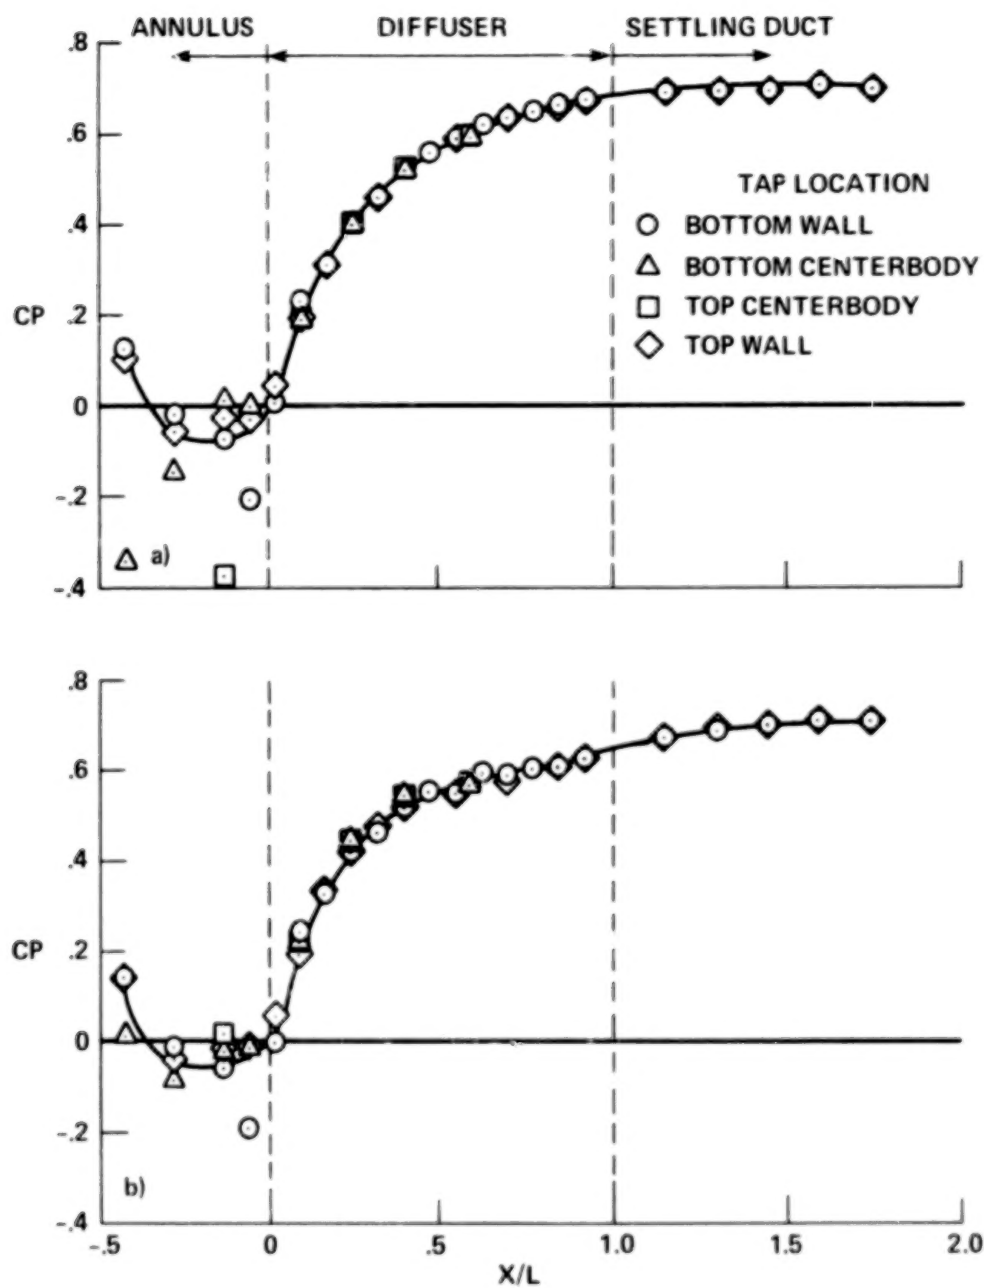 ANNULUS DIFFUSER SETTLING DUCT
.8
.6
TAP LOCATION
BOTTOM WALL
.4
BOTTOM CENTERBODY
TOP CENTERBODY
CP .2
TOP WALL
0
-.2
a)
-.4
.8
.6
.4
CP .2
0
-.2
b)
-.4
-.5 0 .5 1.0 1.5 2.0
X/L